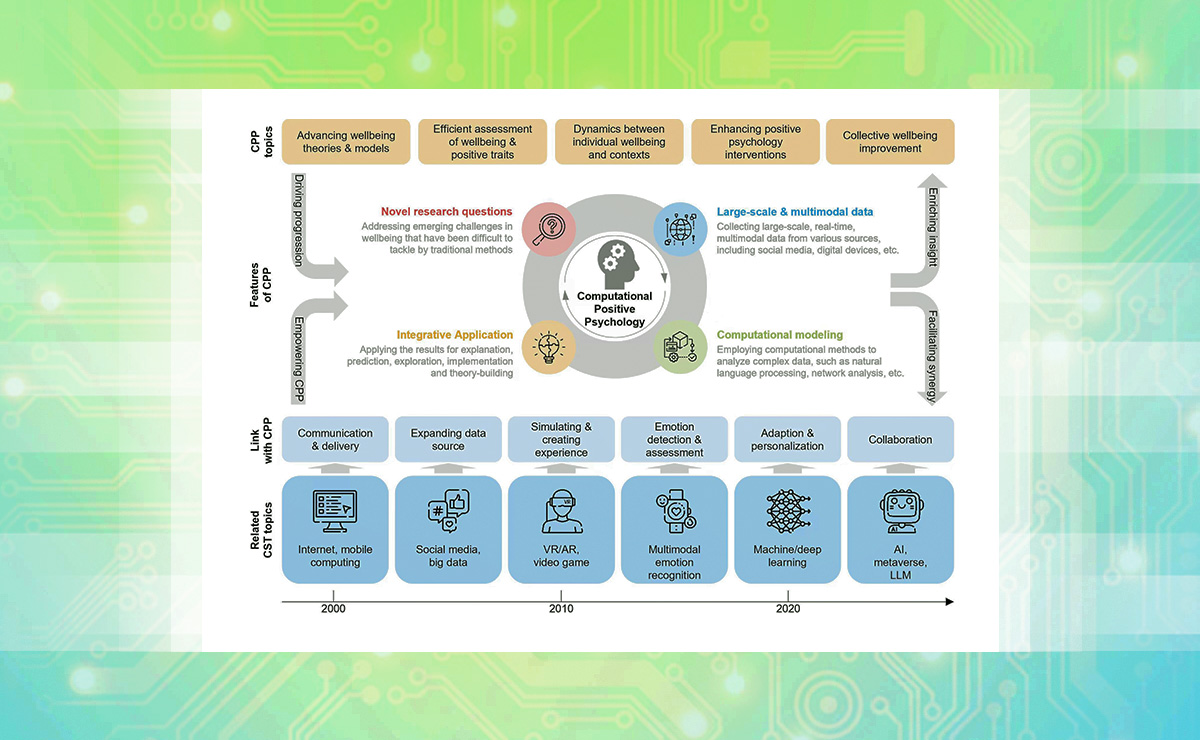 CPP
topics
Advancing wellbeing
theories & models
Efficient assessment
of wellbeing &
positive traits
Dynamics between
individual wellbeing
and contexts
Enhancing positive
psychology
interventions
Collective wellbeing
improvement
Driving progression
Enriching insight
Features
of CPP
Novel research questions
Addressing emerging challenges in
wellbeing that have been difficult to
tackle by traditional methods
Large-scale & multimodal data
Collecting large-scale, real-time,
multimodal data from various sources,
including social media, digital devices, etc.
Computational
Positive
Psychology
Integrative Application
Applying the results for explanation,
prediction, exploration, implementation
and theory-building
Computational modeling
Employing computational methods to
analyze complex data, such as natural
language processing, network analysis, etc.
Empowering CPP
Facilitating synergy
Link
with CPP
Communication
& delivery
Expanding data
source
Simulating &
creating
experience
Emotion
detection &
assessment
Adaption &
personalization
Collaboration
Related
CST topics
Internet, mobile
computing
#
Social media,
big data
VR
VR/AR,
video game
Multimodal
emotion
recognition
Machine/deep
learning
AI
AI,
metaverse,
LLM
2000
2010
2020